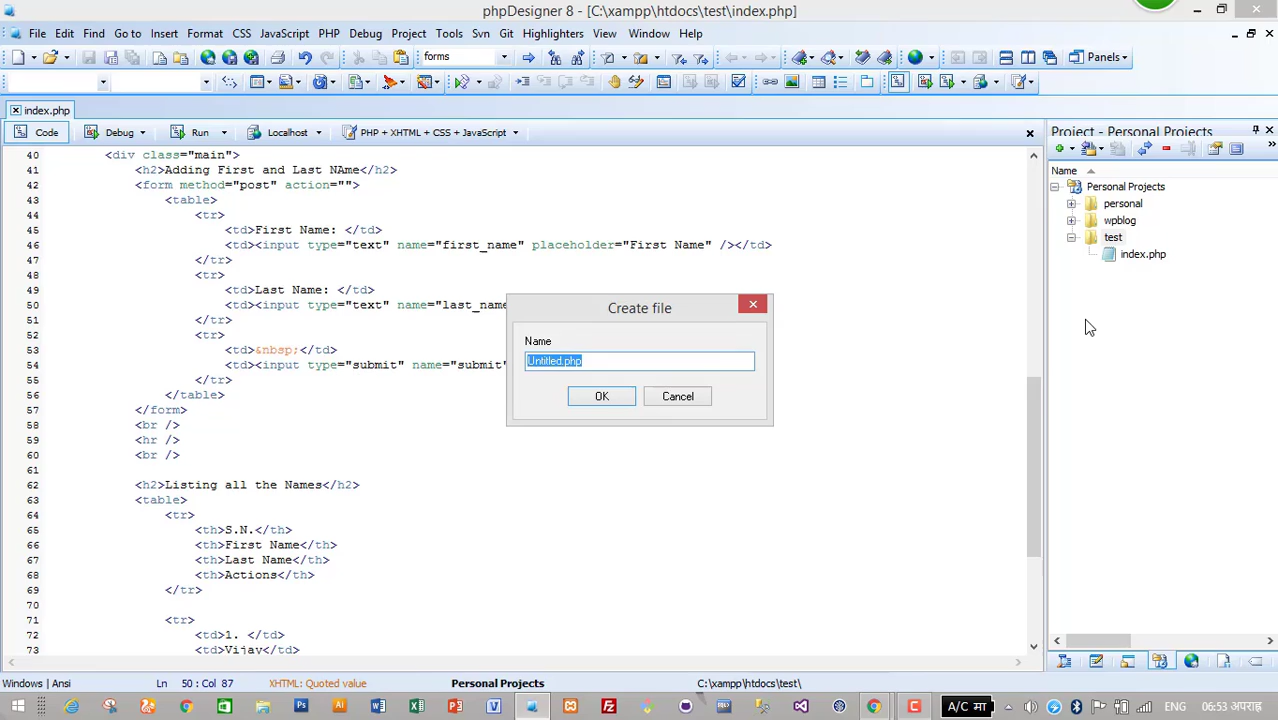 phpDesigner 8 - [C:\xampp\htdocs\test\index.php]
File Edit Find Go to Insert Format CSS JavaScript PHP Debug Project Tools Svn Git Highlighters View Window Help
forms
Panels
index.php
Code Debug Run Localhost PHP + XHTML + CSS + JavaScript
Project - Personal Projects
Name
Personal Projects
personal
wpblog
test
index.php
40 <div class="main">
41 <h2>Adding First and Last NAme</h2>
42 <form method="post" action="">
43 <table>
44 <tr>
45 <td>First Name: </td>
46 <td><input type="text" name="first_name" placeholder="First Name" /></td>
47 </tr>
48 <tr>
49 <td>Last Name: </td>
50 <td><input type="text" name="last_name
51 </tr>
52 <tr>
53 <td>&nbsp;</td>
54 <td><input type="submit" name="submit"
55 </tr>
56 </table>
57 </form>
58 <br />
59 <hr />
60 <br />
61
62 <h2>Listing all the Names</h2>
63 <table>
64 <tr>
65 <th>S.N.</th>
66 <th>First Name</th>
67 <th>Last Name</th>
68 <th>Actions</th>
69 </tr>
70
71 <tr>
72 <td>1. </td>
73 <td>Vijay</td>
Create file
Name
Untitled.php
OK Cancel
Windows | Ansi Ln 50 : Col 87 XHTML: Quoted value Personal Projects C:\xampp\htdocs\test\
A/C मा ENG 06:53 अपराह्न